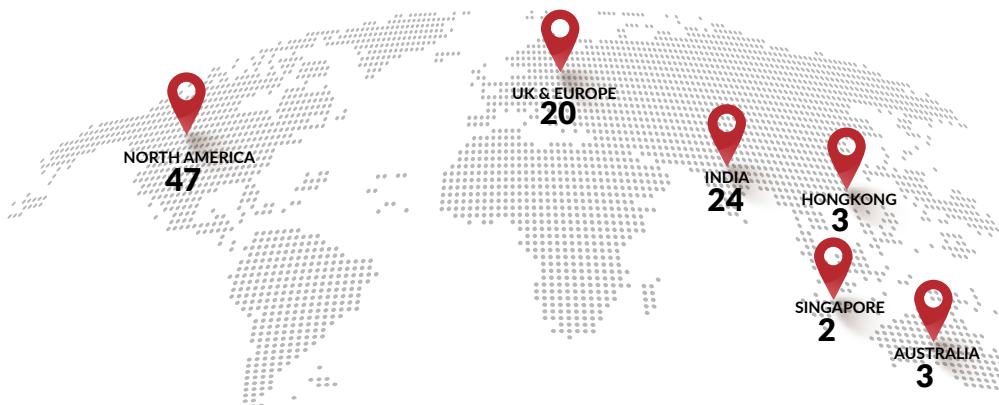 UK & EUROPE
20
NORTH AMERICA
47
INDIA
24
HONGKONG
3
SINGAPORE
2
AUSTRALIA
3